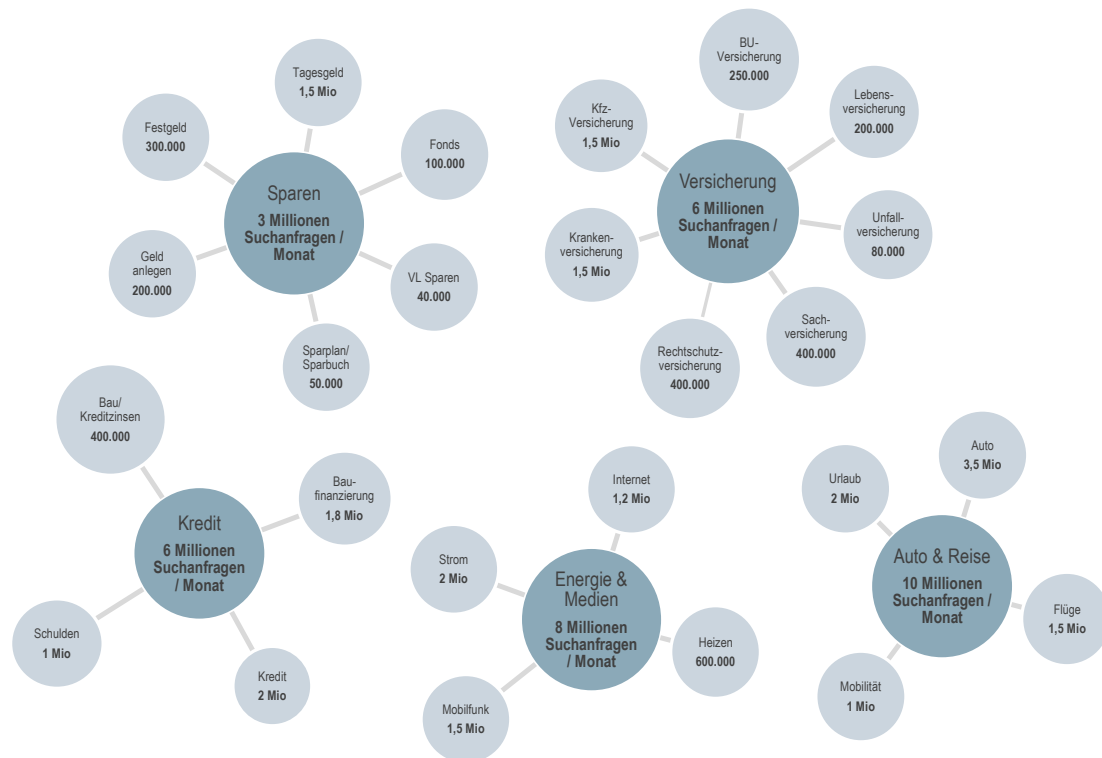 Sparen
3 Millionen
Suchanfragen /
Monat
Tagesgeld
1,5 Mio
Fonds
100.000
VL Sparen
40.000
Sparplan/
Sparbuch
50.000
Geld
anlegen
200.000
Festgeld
300.000
Versicherung
6 Millionen
Suchanfragen /
Monat
BU-
Versicherung
250.000
Lebens-
versicherung
200.000
Unfall-
versicherung
80.000
Sach-
versicherung
400.000
Rechtschutz-
versicherung
400.000
Kranken-
versicherung
1,5 Mio
Kfz-
Versicherung
1,5 Mio
Kredit
6 Millionen
Suchanfragen
/ Monat
Bau/
Kreditzinsen
400.000
Bau-
finanzierung
1,8 Mio
Kredit
2 Mio
Schulden
1 Mio
Energie &
Medien
8 Millionen
Suchanfragen
/ Monat
Internet
1,2 Mio
Heizen
600.000
Mobilfunk
1,5 Mio
Strom
2 Mio
Auto & Reise
10 Millionen
Suchanfragen /
Monat
Auto
3,5 Mio
Flüge
1,5 Mio
Mobilität
1 Mio
Urlaub
2 Mio